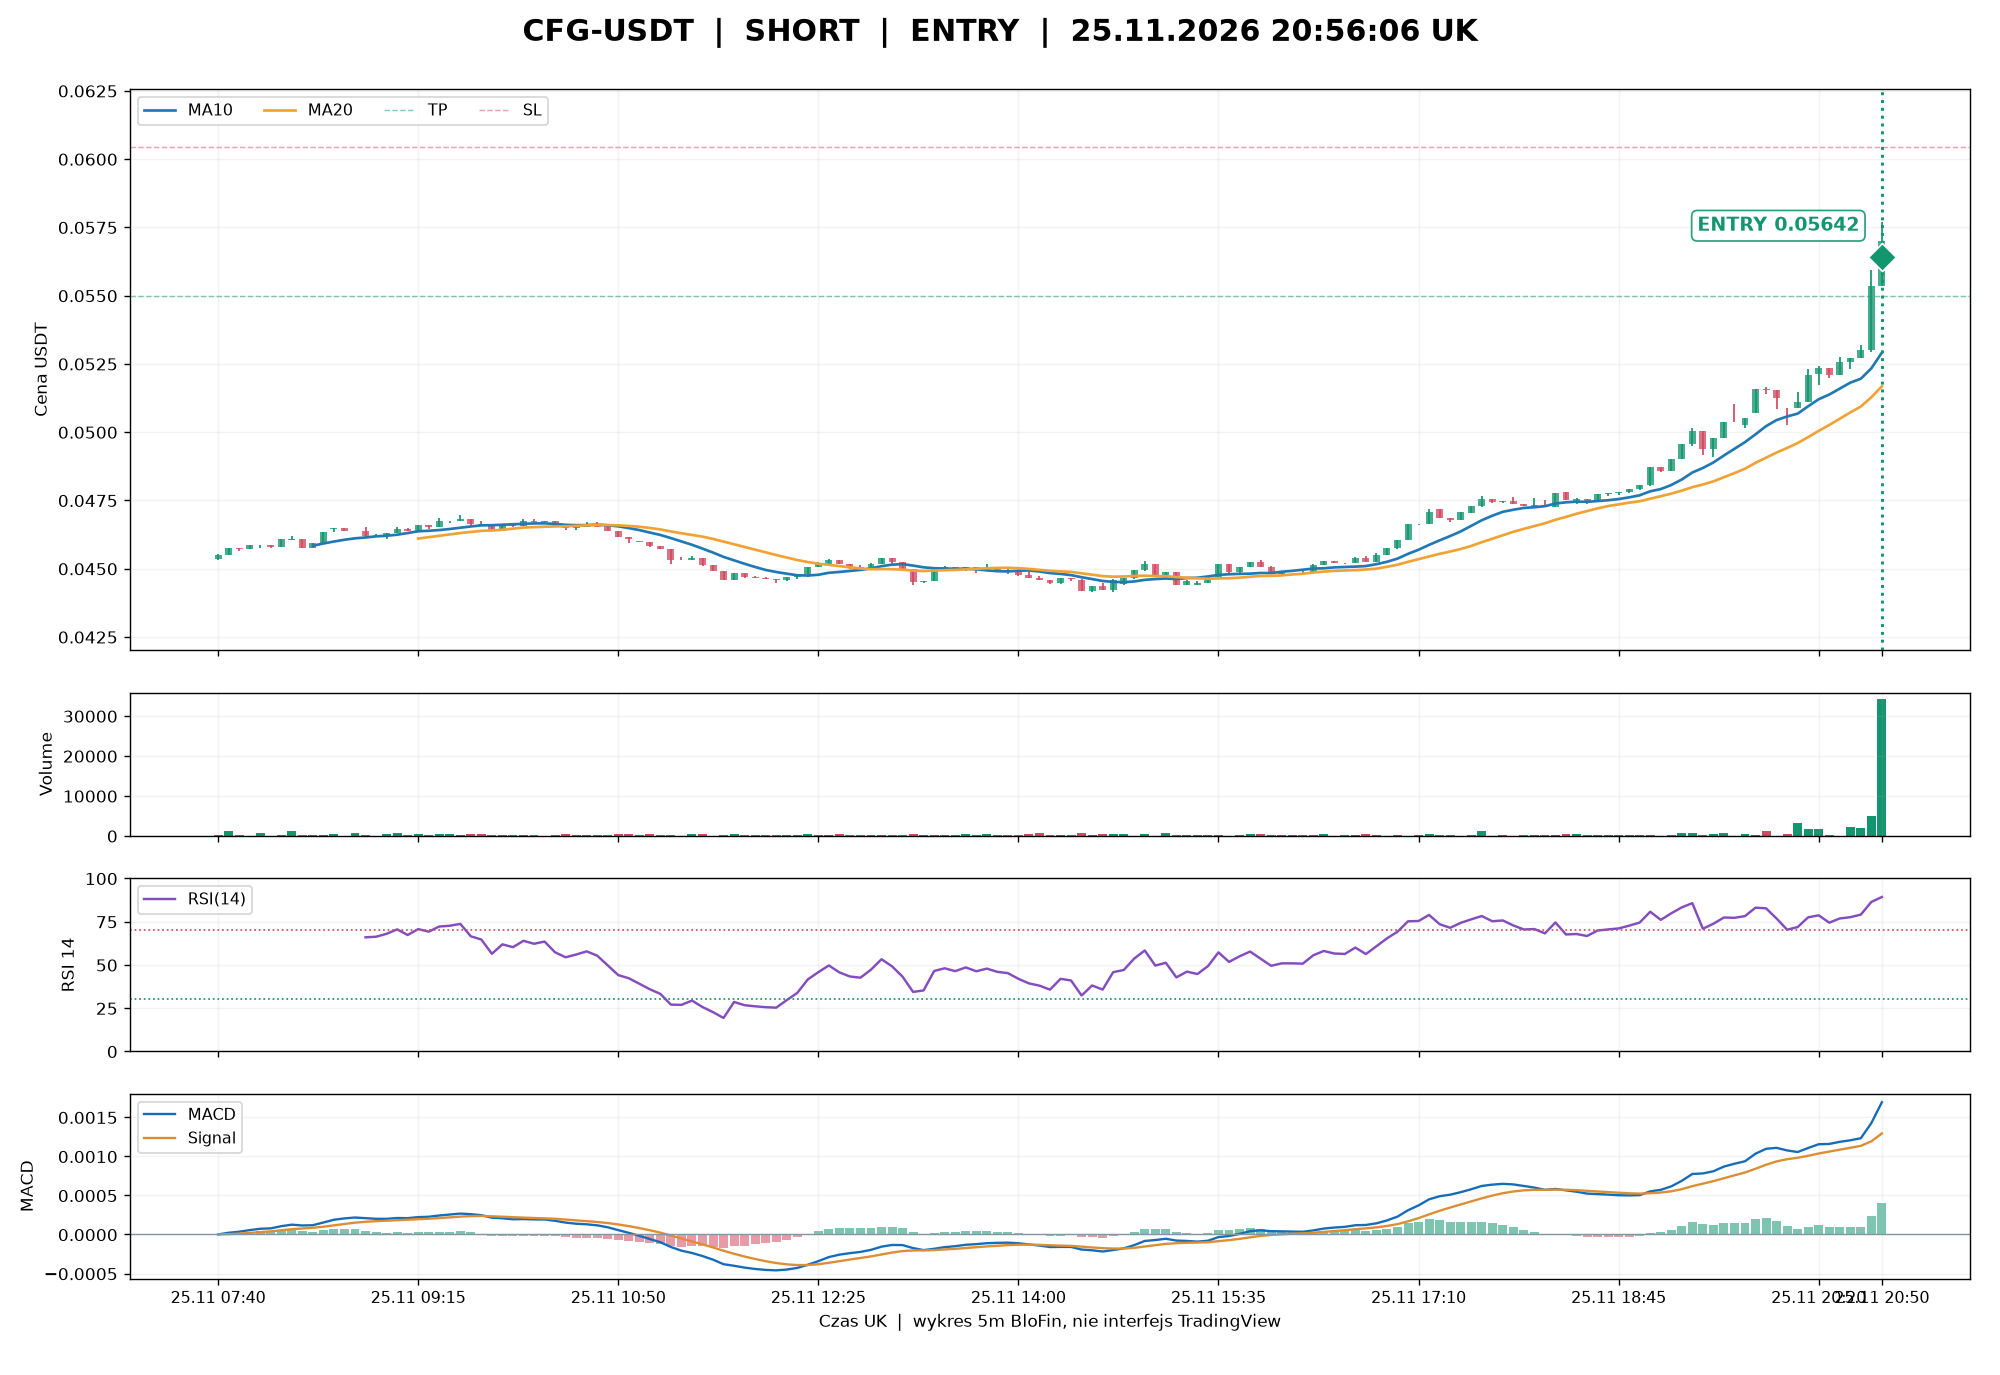 CFG-USDT | SHORT | ENTRY | 25.11.2026 20:56:06 UK
MA10 MA20 TP SL
0.0625
0.0600
0.0575
0.0550
0.0525
0.0500
0.0475
0.0450
0.0425
Cena USDT
ENTRY 0.05642
30000
20000
10000
0
Volume
RSI(14)
100
75
50
25
0
RSI 14
MACD
Signal
0.0015
0.0010
0.0005
0.0000
−0.0005
MACD
25.11 07:40 25.11 09:15 25.11 10:50 25.11 12:25 25.11 14:00 25.11 15:35 25.11 17:10 25.11 18:45 25.11 20:20 25.11 20:50
Czas UK | wykres 5m BloFin, nie interfejs TradingView